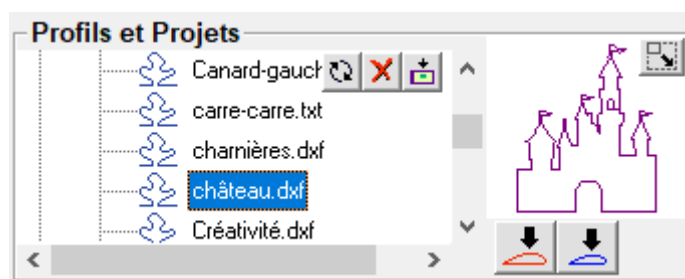 Profils et Projets
Canard-gauch
carre-carre.txt
charnières.dxf
château.dxf
Créativité.dxf